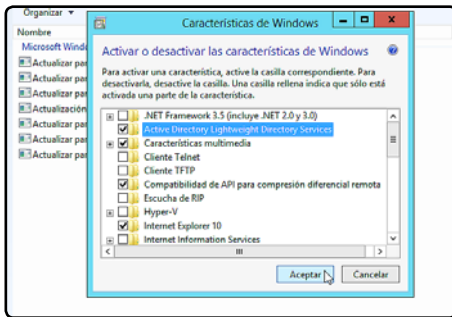 Organizar
Características de Windows
Nombre
Activar o desactivar las características de Windows
Microsoft Windo
Para activar una característica, active la casilla correspondiente. Para
desactivarla, desactive la casilla. Una casilla rellena indica que sólo está
activada una parte de la característica.
Actualizar par
Actualizar par
Actualizar par
Actualización
Actualizar par
Actualizar par
Actualizar par
.NET Framework 3.5 (incluye .NET 2.0 y 3.0)
Active Directory Lightweight Directory Services
Características multimedia
Cliente Telnet
Cliente TFTP
Compatibilidad de API para compresión diferencial remota
Escucha de RIP
Hyper-V
Internet Explorer 10
Internet Information Services
Aceptar
Cancelar